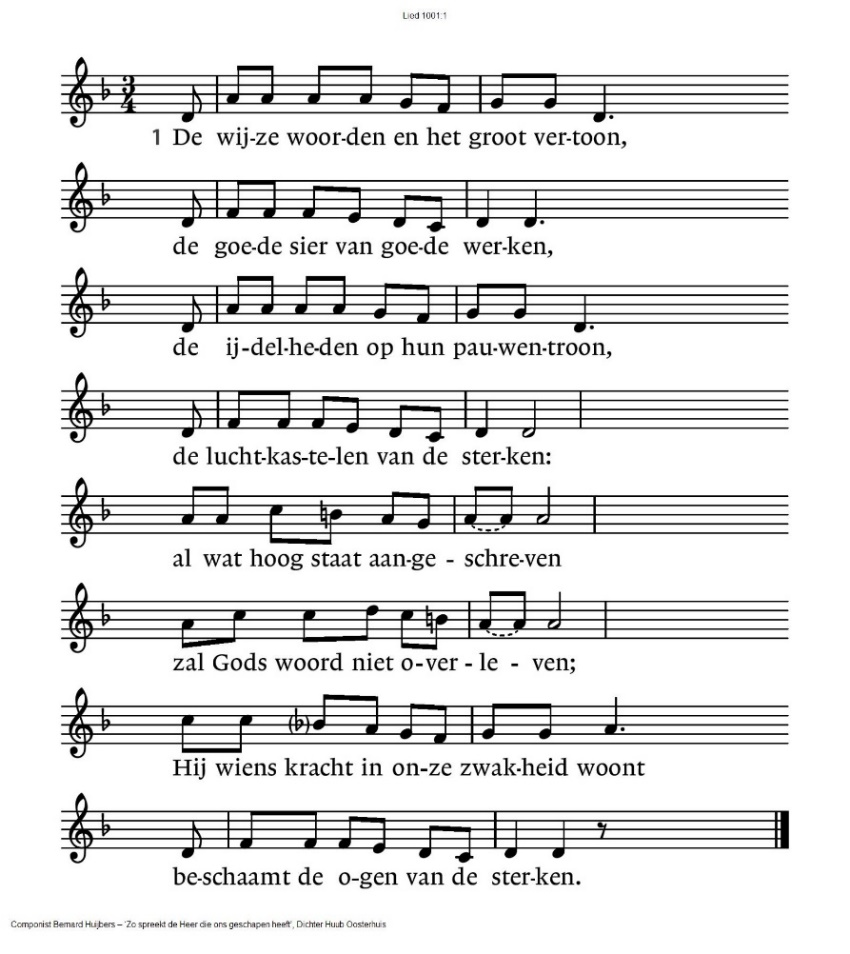 Lied 1001:1
3
4
1 De wij-ze woor-den en het groot ver-toon,
de goe-de sier van goe-de wer-ken,
de ij-del-he-den op hun pau-wen-troon,
de lucht-kas-te-len van de ster-ken:
al wat hoog staat aan-ge - schre-ven
zal Gods woord niet o-ver - le - ven;
Hij wiens kracht in on-ze zwak-heid woont
be-schaamt de o-gen van de ster-ken.
Componist Bernard Huijbers – 'Zo spreekt de Heer die ons geschapen heeft', Dichter Huub Oosterhuis